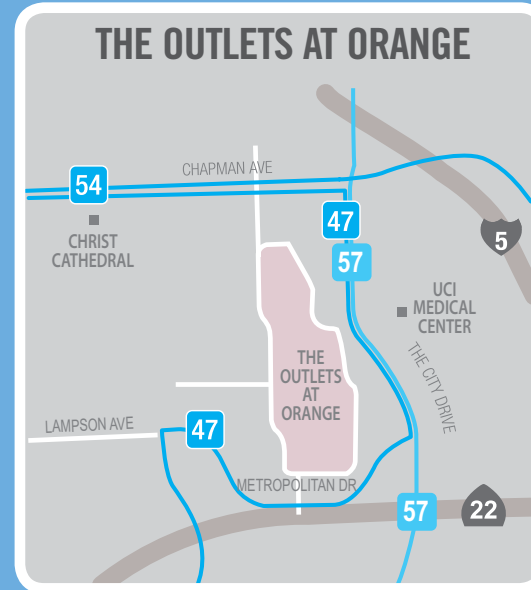 THE OUTLETS AT ORANGE
CHAPMAN AVE
54
47
CHRIST
CATHEDRAL
57
5
UCI
MEDICAL
CENTER
THE
OUTLETS
AT
ORANGE
THE CITY DRIVE
LAMPSON AVE
47
METROPOLITAN DR
57
22